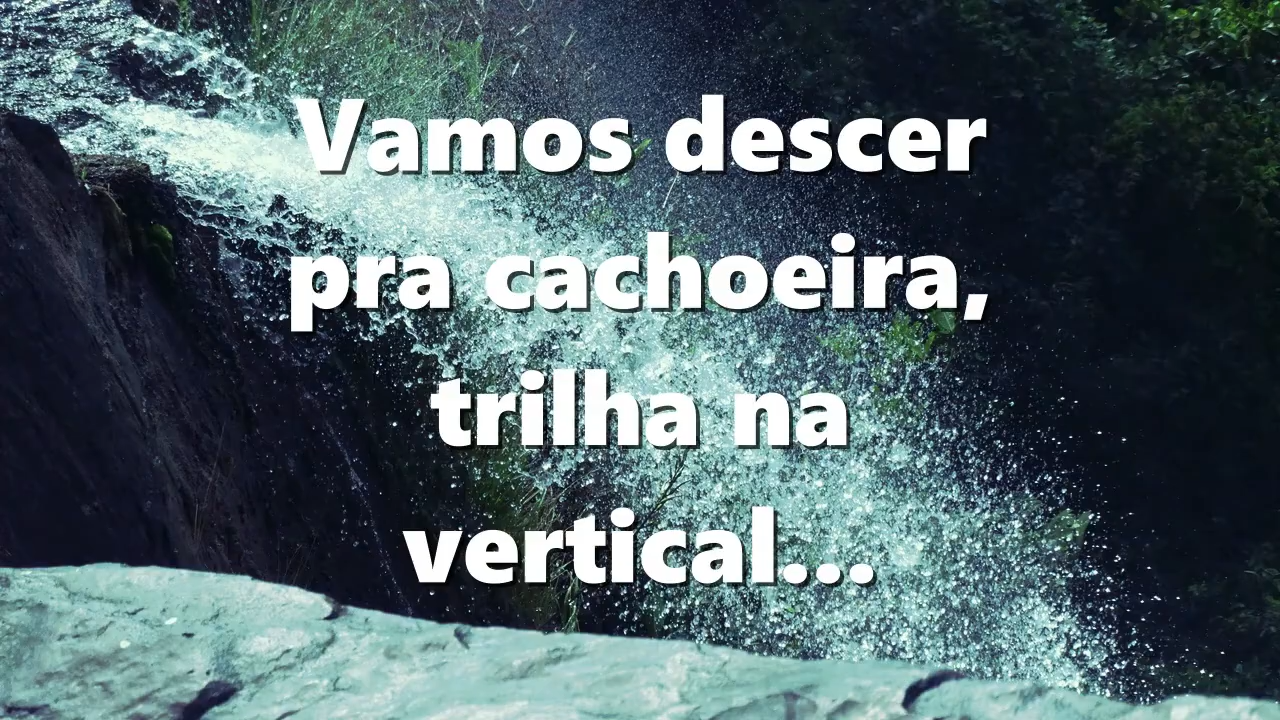 Vamos descer
pra cachoeira,
trilha na
vertical...